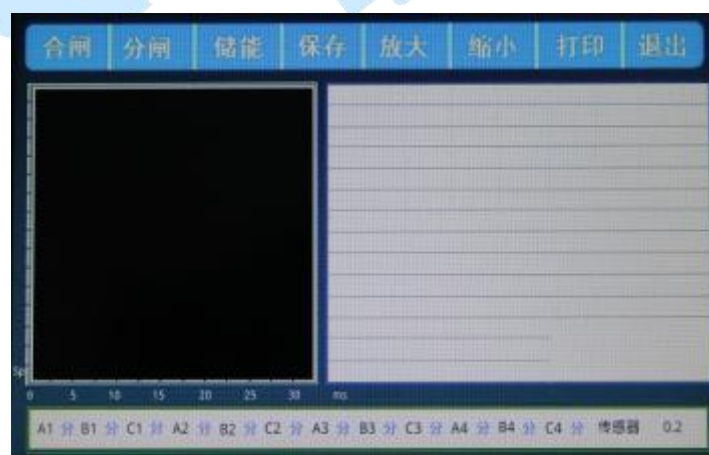 合闸 分闸 储能 保存 放大 缩小 打印 退出
Sp
0 5 10 15 20 25 30 ms
A1 分 B1 分 C1 分 A2 分 B2 分 C2 分 A3 分 B3 分 C3 分 A4 分 B4 分 C4 分 传感器 0.2